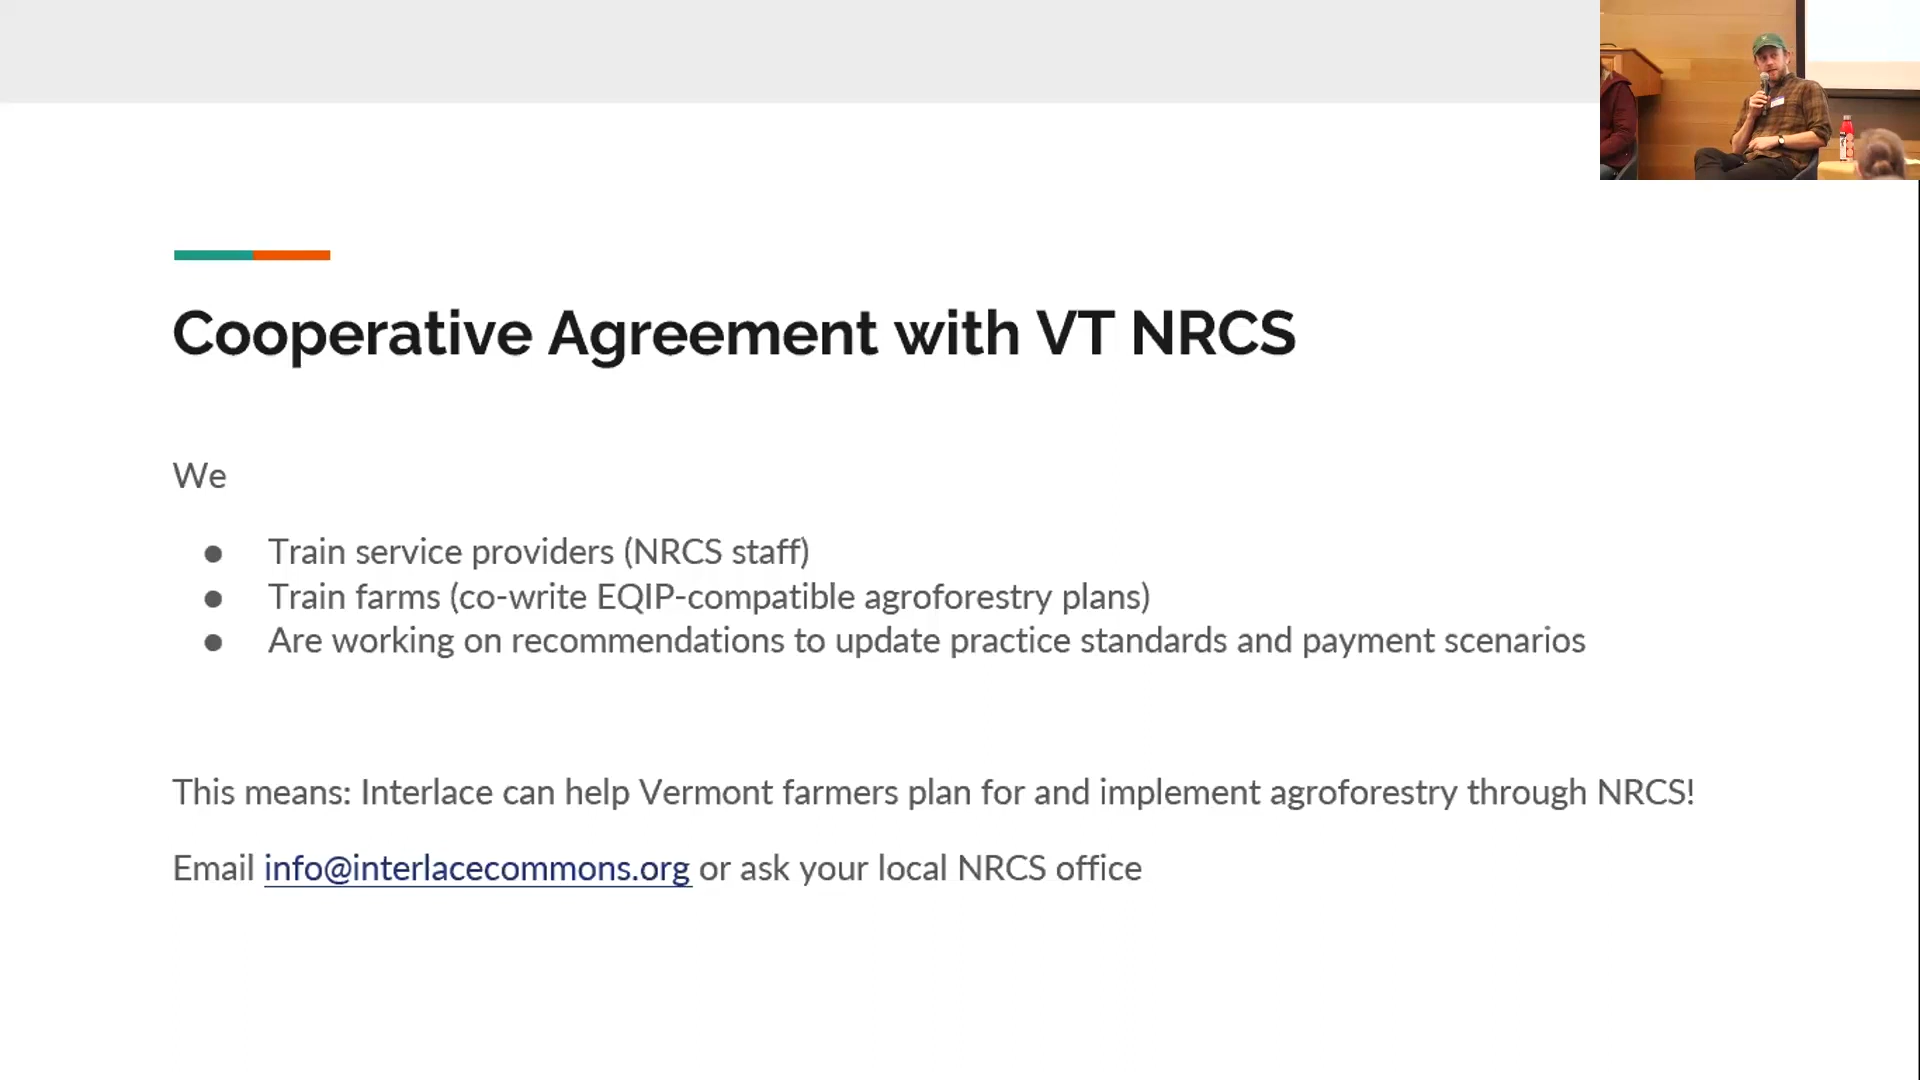 Cooperative Agreement with VT NRCS
We
● Train service providers (NRCS staff)
● Train farms (co-write EQIP-compatible agroforestry plans)
● Are working on recommendations to update practice standards and payment scenarios
This means: Interlace can help Vermont farmers plan for and implement agroforestry through NRCS!
Email info@interlacecommons.org or ask your local NRCS office